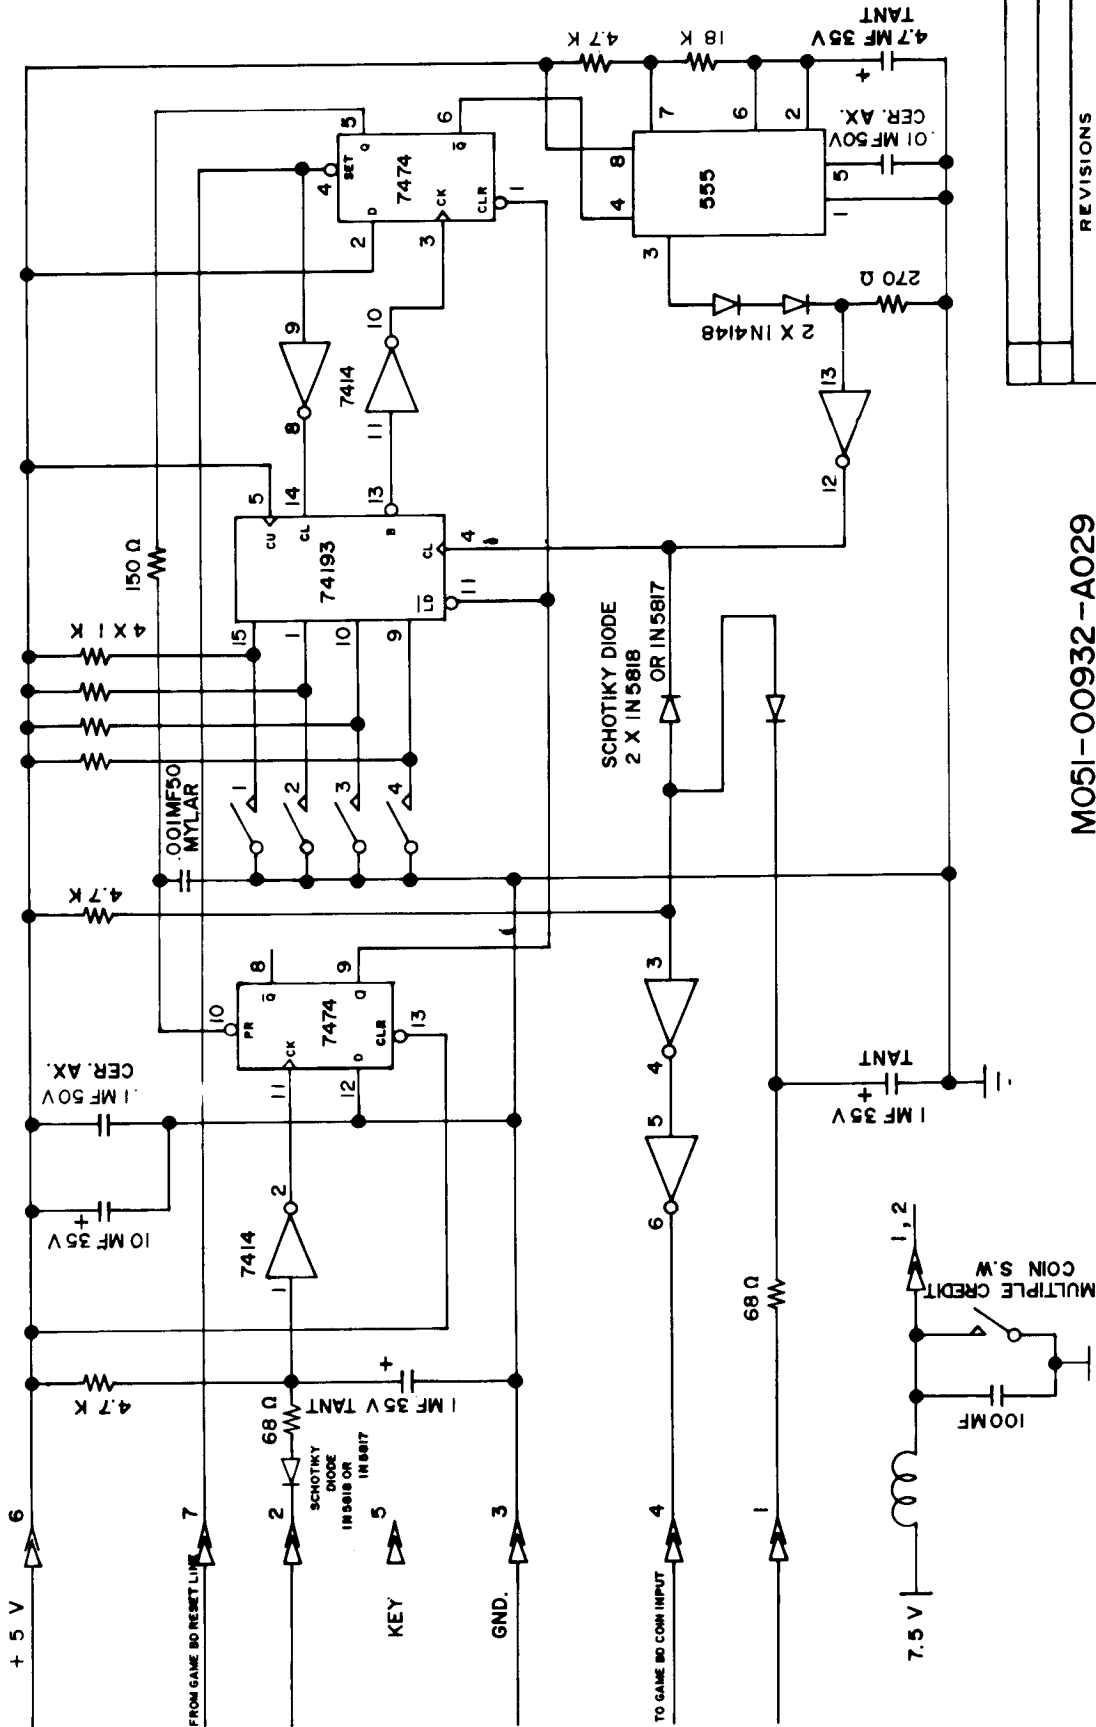 + 5 V
6
FROM GAME BD RESET LINE
7
2
SCHOTIKY
DIODE
IN5818 OR
IN5817
68 Ω
KEY
5
GND.
3
TO GAME BD COIN INPUT
4
1
4.7 K
1 MF 35 V TANT
1
7414
2
10 MF 35V
+
.1 MF 50V
CER. AX.
+
11
CK
12
D
PR
10
7474
Q̅
8
Q
9
CLR
13
4.7 K
.001MF50
MYLAR
1
2
3
4
4 X 1 K
150 Ω
15
1
10
9
74193
CU
5
CL
14
B
13
CL
4
L̅D̅
11
8
9
7414
11
10
2
D
3
CK
SET
4
7474
Q
5
Q̅
6
CLR
1
4.7 K
18 K
4.7 MF 35V
TANT
+
.01 MF50V
CER. AX.
7
6
2
8
4
555
5
1
3
2 X IN4148
270 Ω
13
12
SCHOTIKY DIODE
2 X IN5818
OR IN5817
3
4
5
6
68 Ω
1 MF 35V
TANT
+
7.5 V
100MF
MULTIPLE CREDIT
COIN S.W
1,2
M051-00932-A029
REVISIONS